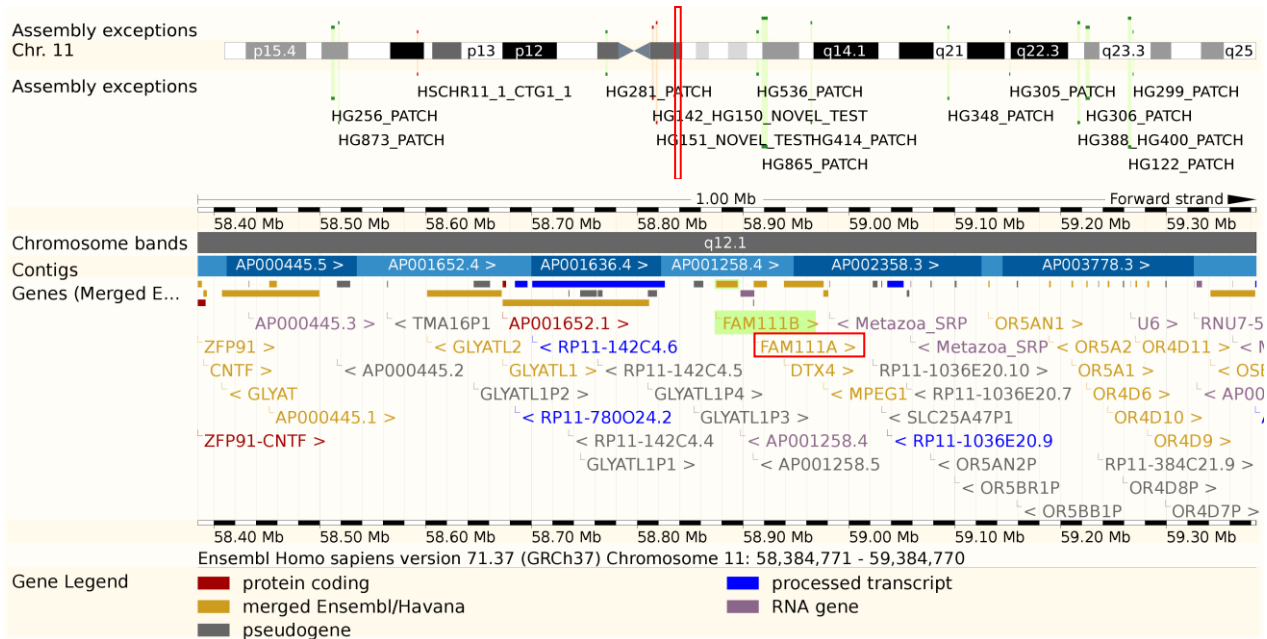 Assembly exceptions
Chr. 11 p15.4 p13 p12 q14.1 q21 q22.3 q23.3 q25
Assembly exceptions
HSCHR11_1_CTG1_1 HG281_PATCH HG536_PATCH HG305_PATCH HG299_PATCH
HG256_PATCH HG142_HG150_NOVEL_TEST HG348_PATCH HG306_PATCH
HG873_PATCH HG151_NOVEL_TEST HG414_PATCH HG388_HG400_PATCH
HG865_PATCH HG122_PATCH
1.00 Mb Forward strand
58.40 Mb 58.50 Mb 58.60 Mb 58.70 Mb 58.80 Mb 58.90 Mb 59.00 Mb 59.10 Mb 59.20 Mb 59.30 Mb
Chromosome bands q12.1
Contigs AP000445.5 > AP001652.4 > AP001636.4 > AP001258.4 > AP002358.3 > AP003778.3 >
Genes (Merged E...
AP000445.3 > < TMA16P1 AP001652.1 > FAM111B > < Metazoa_SRP OR5AN1 > U6 > RNU7-5
ZFP91 > < GLYATL2 < RP11-142C4.6 FAM111A > < Metazoa_SRP < OR5A2 OR4D11 > < M
CNTF > < AP000445.2 GLYATL1 > < RP11-142C4.5 DTX4 > RP11-1036E20.10 > < OR5A1 > < OSB
< GLYAT GLYATL1P2 > GLYATL1P4 > < MPEG1 < RP11-1036E20.7 OR4D6 > < AP00
AP000445.1 > < RP11-780O24.2 GLYATL1P3 > < SLC25A47P1 OR4D10 >
ZFP91-CNTF > < RP11-142C4.4 < AP001258.4 < RP11-1036E20.9 OR4D9 >
GLYATL1P1 > < AP001258.5 < OR5AN2P RP11-384C21.9 >
< OR5BR1P OR4D8P >
< OR5BB1P OR4D7P >
58.40 Mb 58.50 Mb 58.60 Mb 58.70 Mb 58.80 Mb 58.90 Mb 59.00 Mb 59.10 Mb 59.20 Mb 59.30 Mb
Ensembl Homo sapiens version 71.37 (GRCh37) Chromosome 11: 58,384,771 - 59,384,770
Gene Legend protein coding processed transcript
merged Ensembl/Havana RNA gene
pseudogene